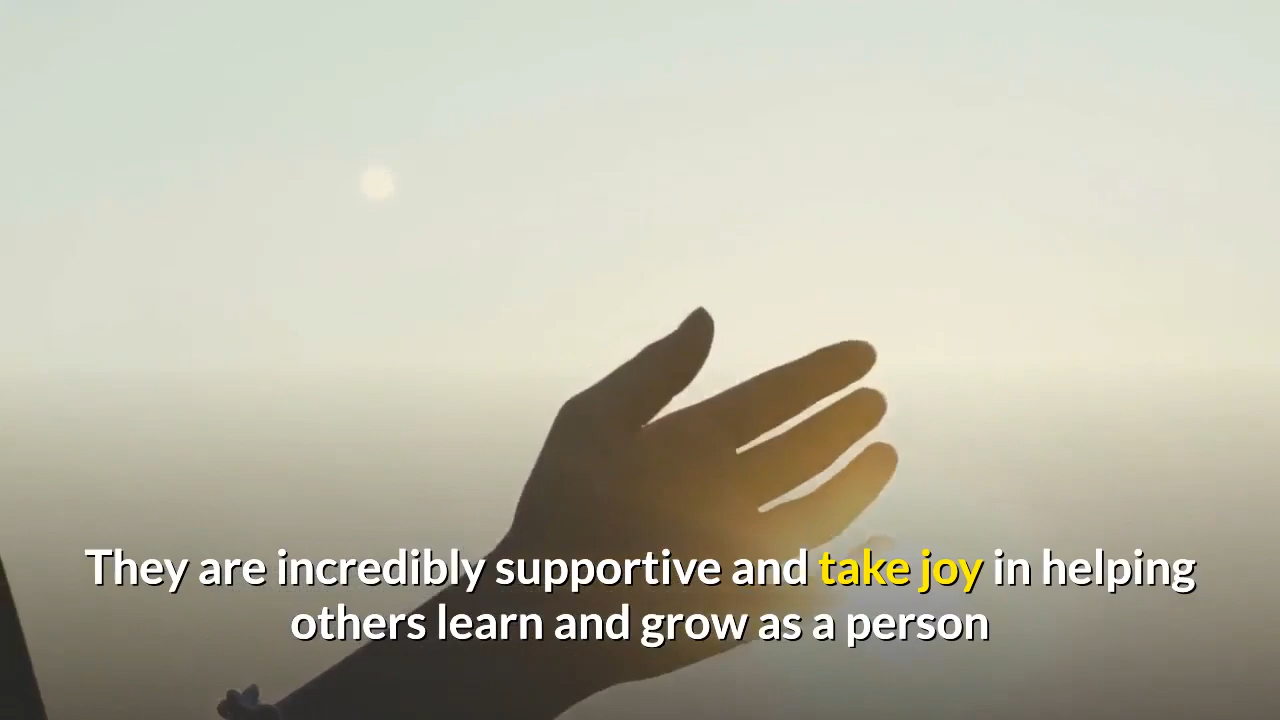 They are incredibly supportive and take joy in helping
others learn and grow as a person